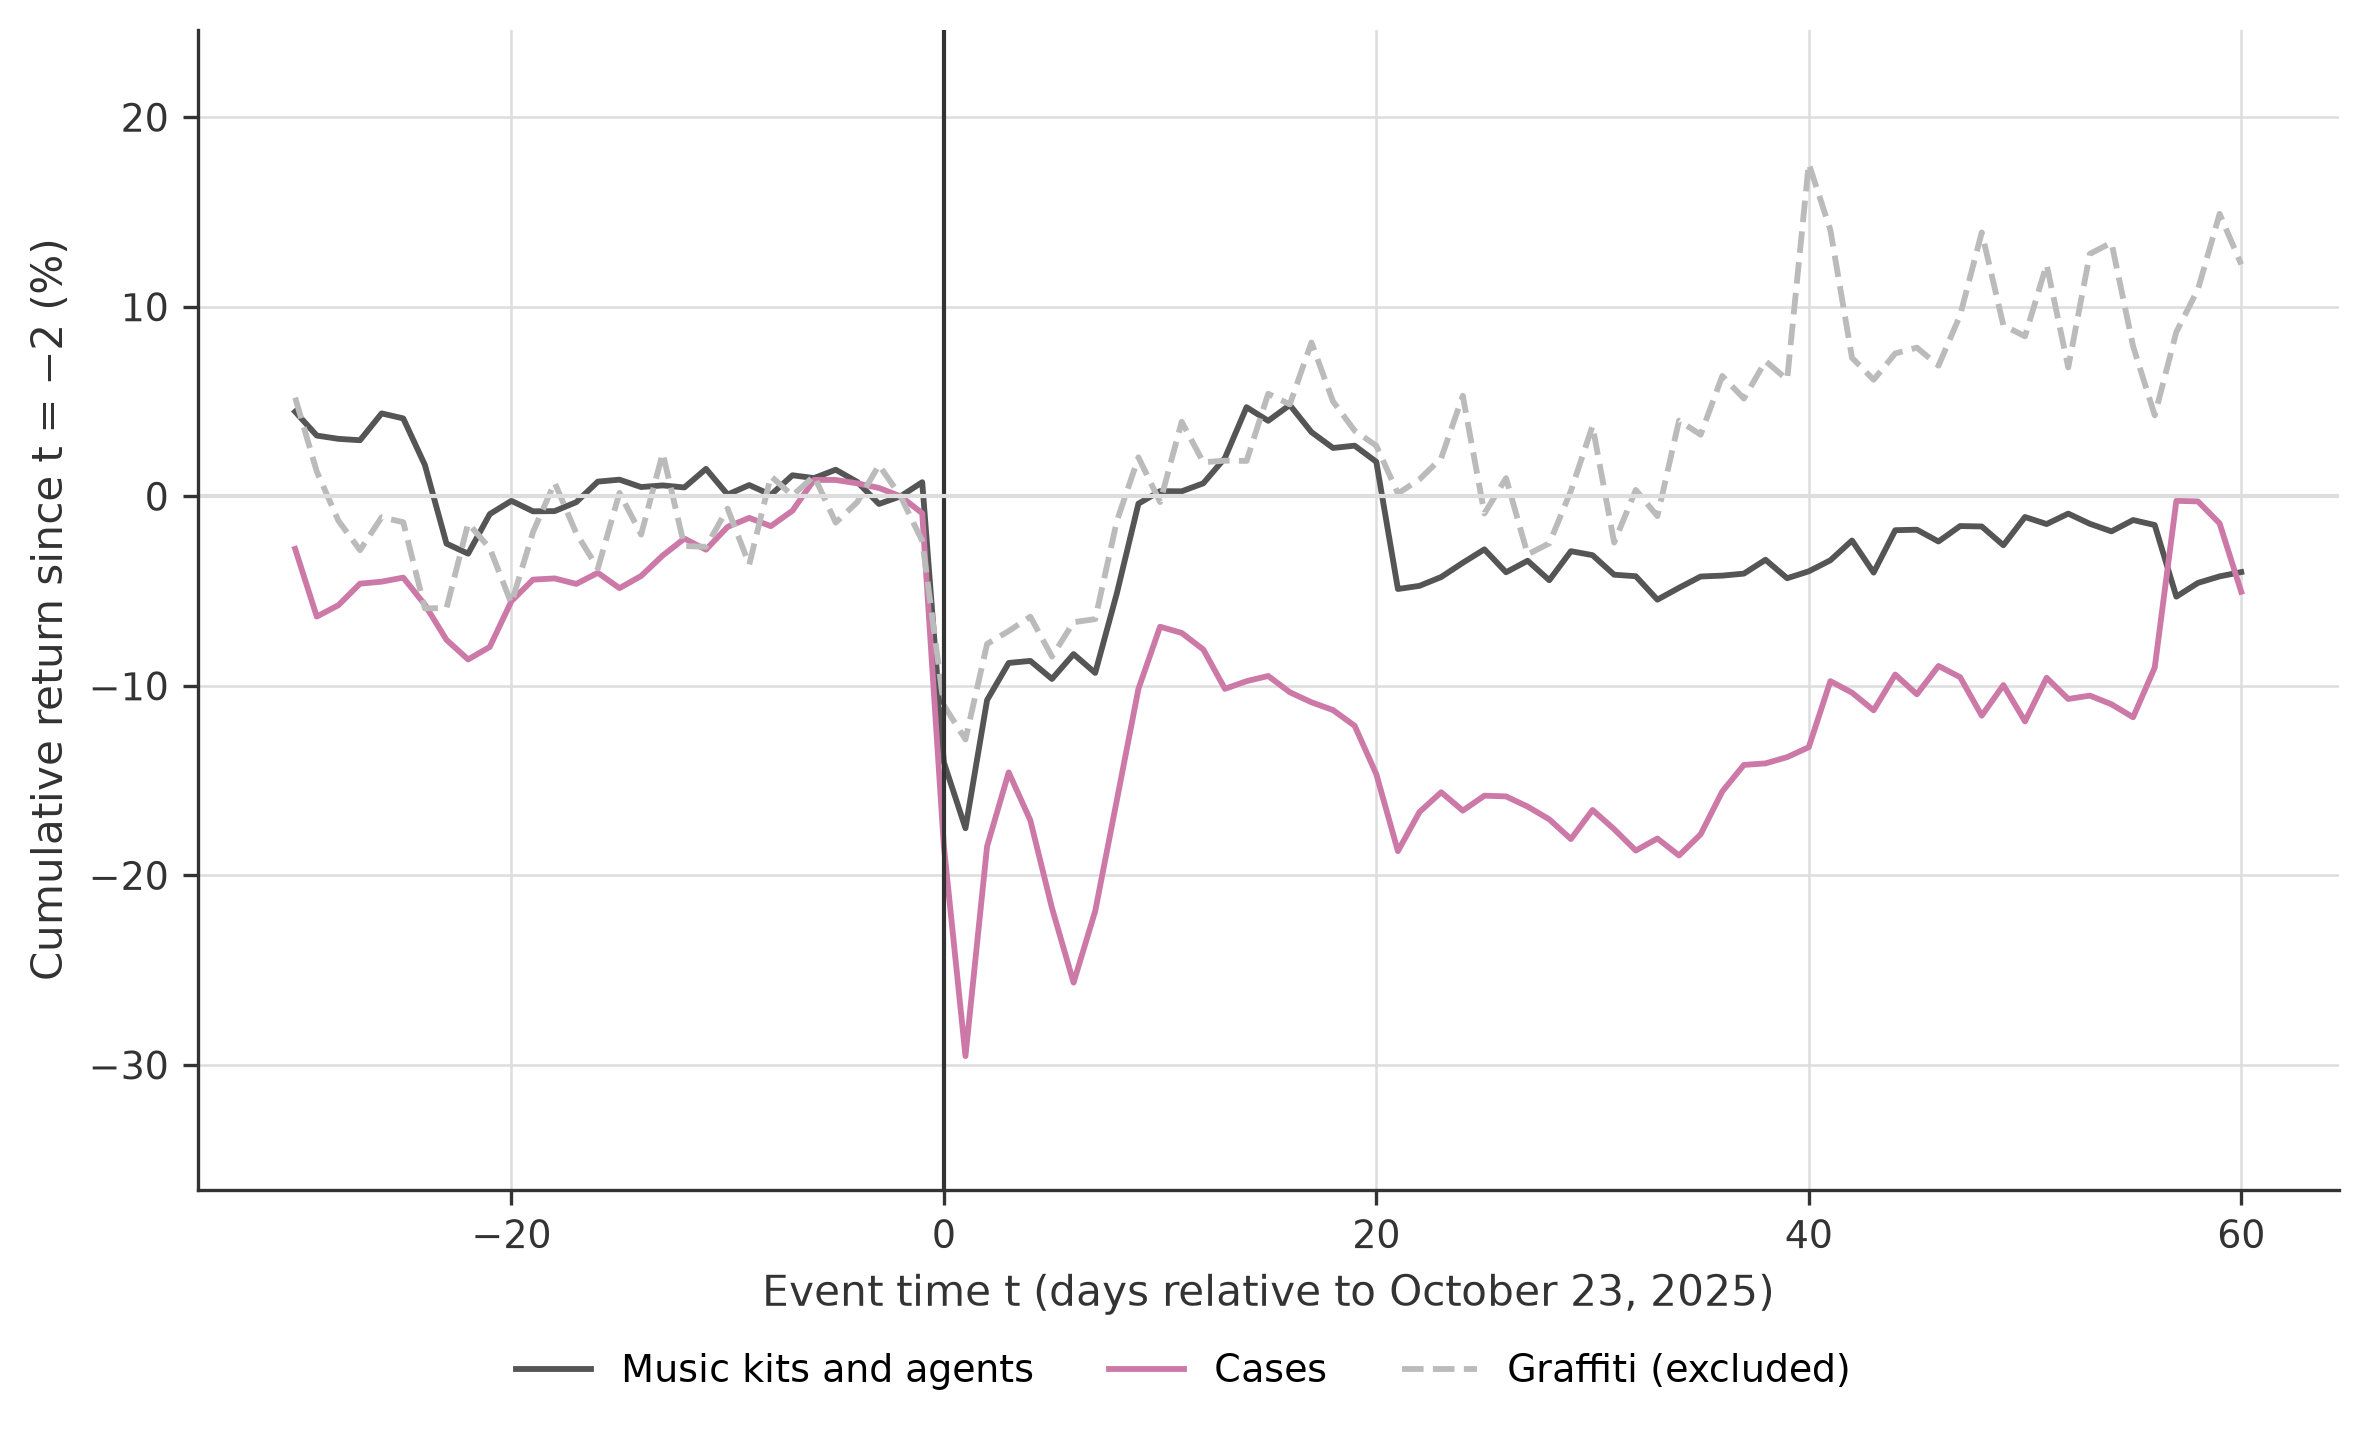 Cumulative return since t = −2 (%)
20
10
0
−10
−20
−30
−20
0
20
40
60
Event time t (days relative to October 23, 2025)
Music kits and agents
Cases
Graffiti (excluded)